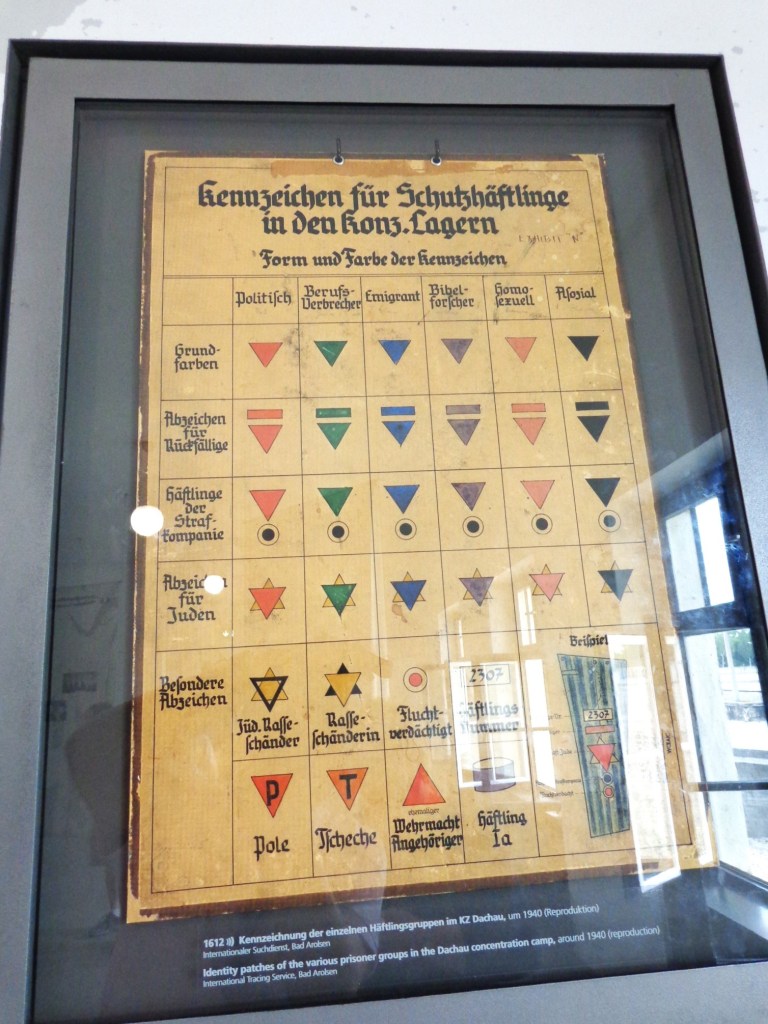 Kennzeichen für Schutzhäftlinge
in den Konz.Lagern
Form und Farbe der Kennzeichen
Politisch
Berufs-
Verbrecher
Emigrant
Bibel-
forscher
Homo-
sexuell
Asozial
Grund-
farben
Abzeichen
für
Rückfällige
Häftlinge
der
Straf-
kompanie
Abzeichen
für
Juden
Besondere
Abzeichen
Jüd. Rasse-
schänder
Rasse-
schänderin
Flucht-
verdächtigt
2307
Häftlings
Nummer
Beispiel
2307
P
Pole
T
Tscheche
ehemaliger
Wehrmacht
Angehöriger
Häftling
Ia
1612 Kennzeichnung der einzelnen Häftlingsgruppen im KZ Dachau, um 1940 (Reproduktion)
Internationaler Suchdienst, Bad Arolsen
Identity patches of the various prisoner groups in the Dachau concentration camp, around 1940 (reproduction)
International Tracing Service, Bad Arolsen